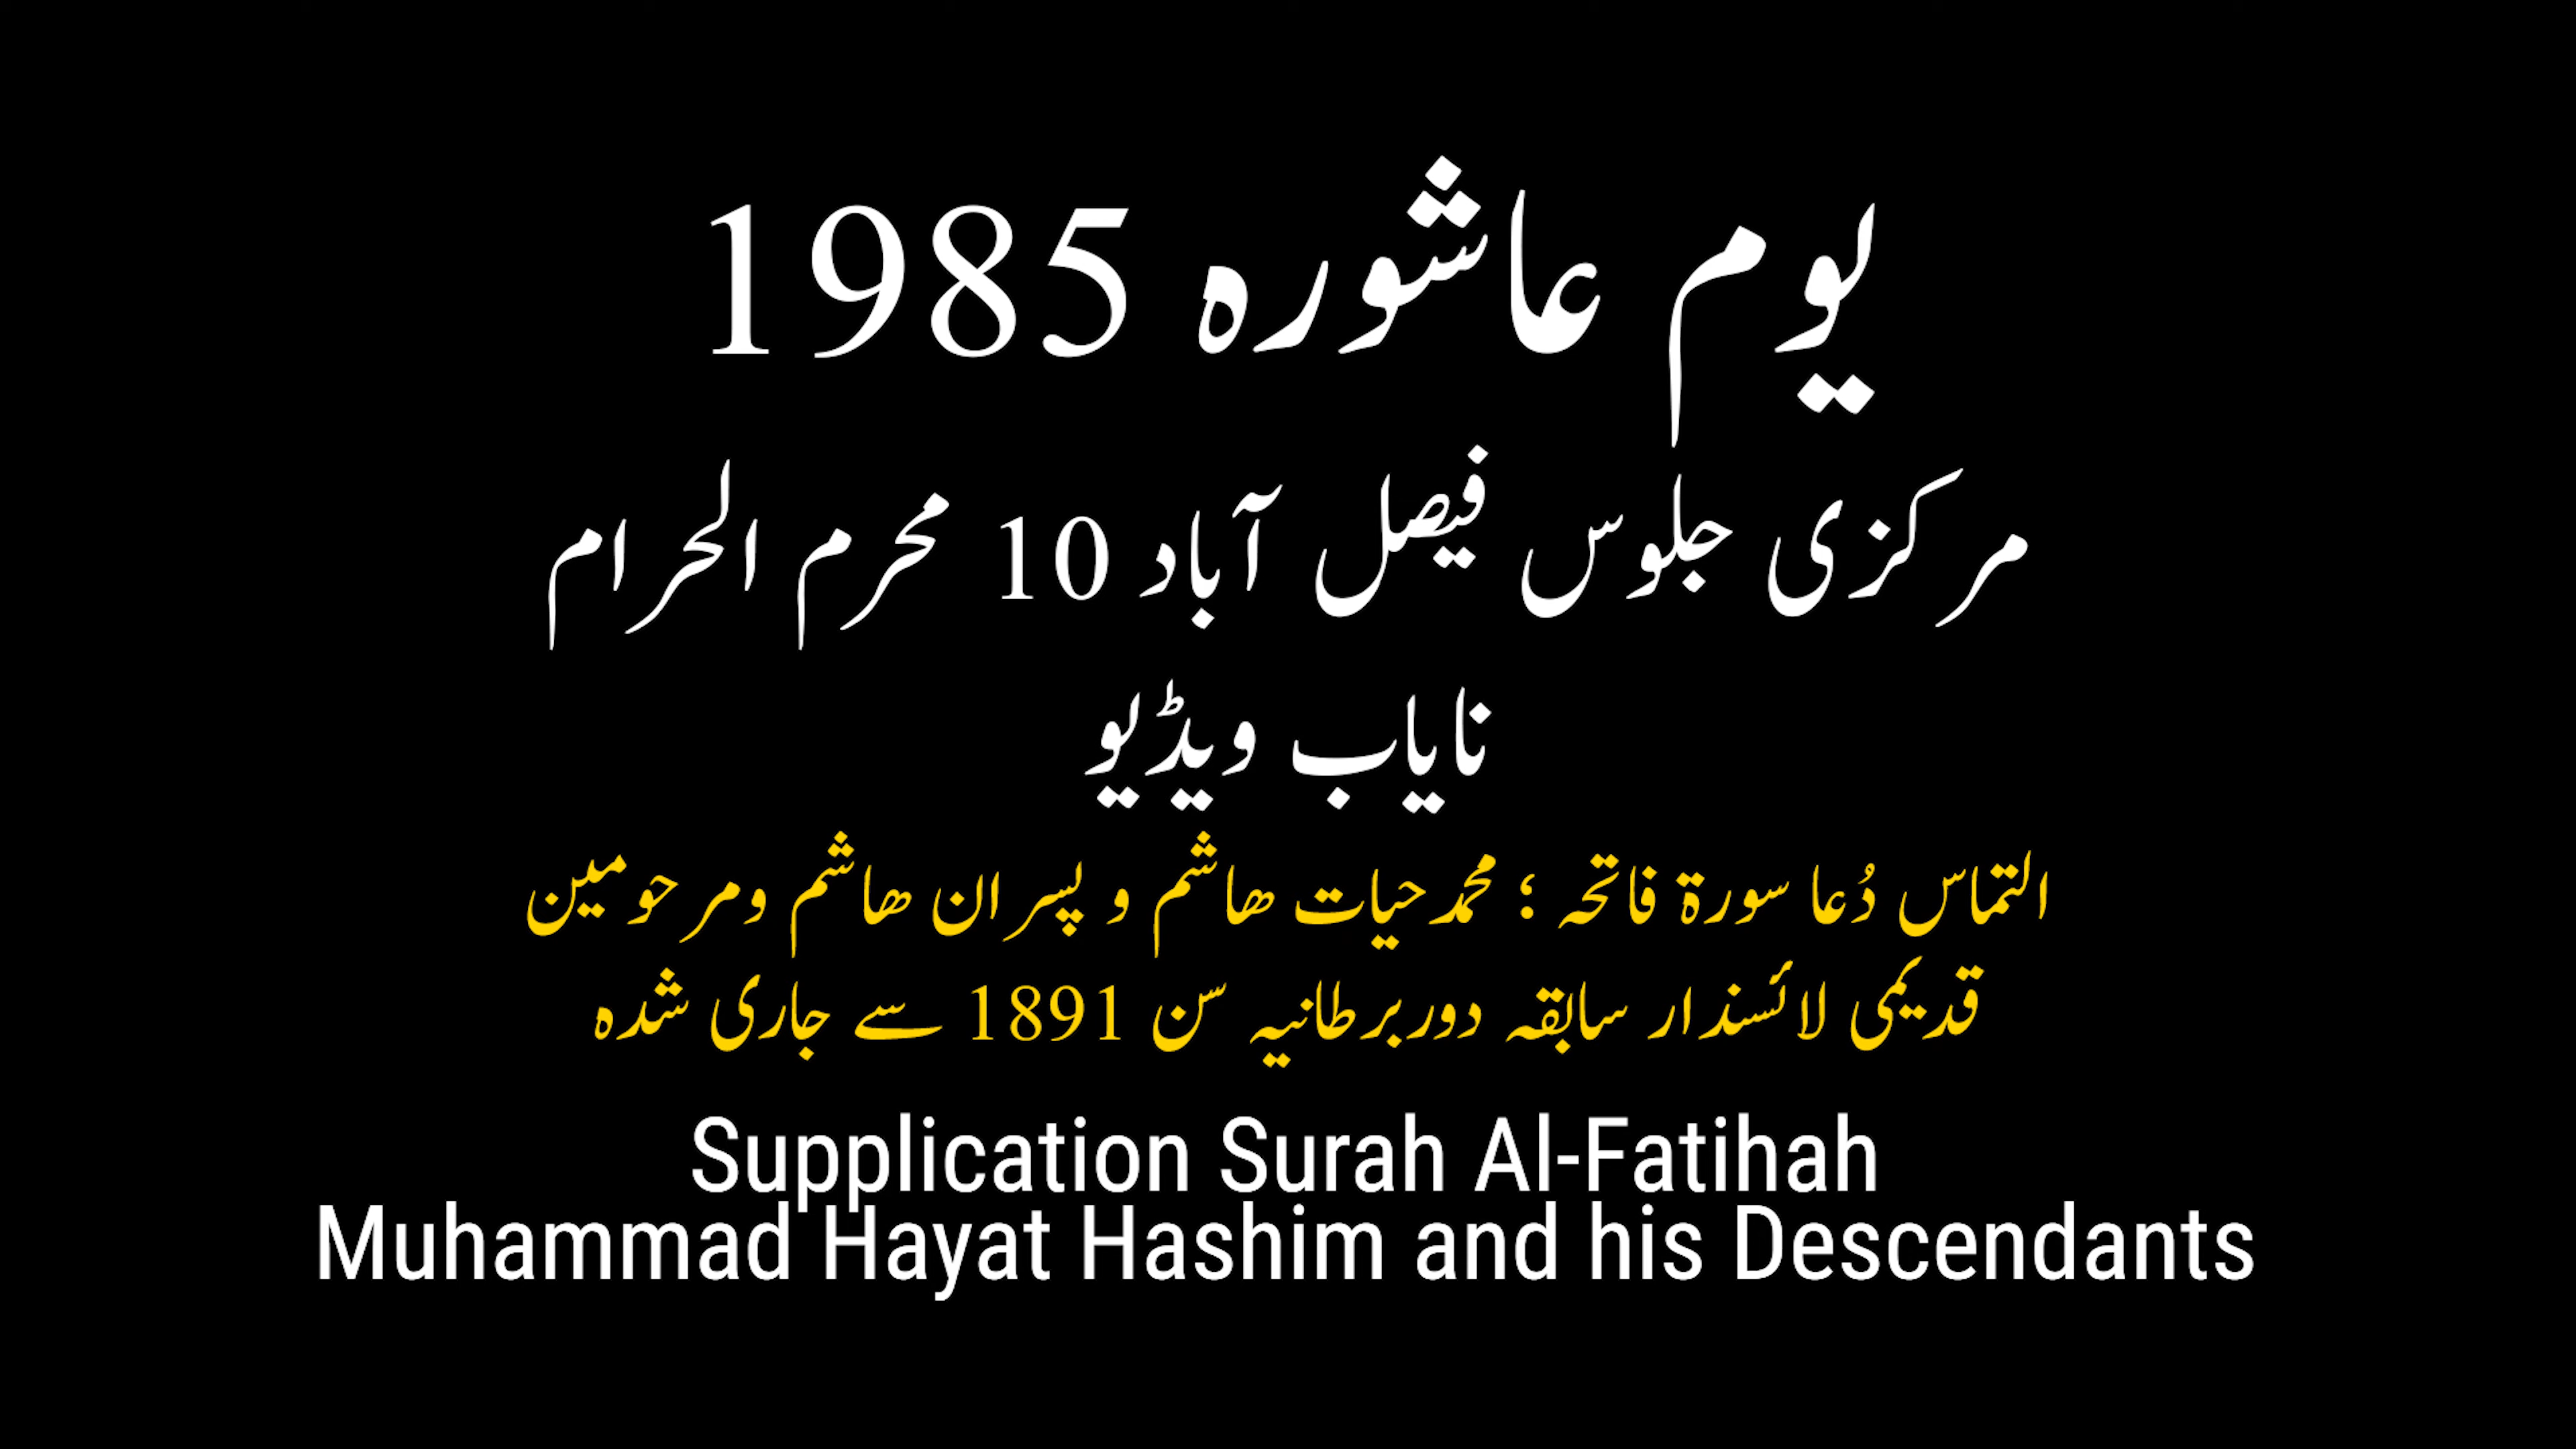 یوم عاشورہ 1985
مرکزی جلوس فیصل آباد 10 محرم الحرام
نایاب ویڈیو
التماس دُعا سورۃ فاتحہ ؛ محمد حیات ھاشم و پسران ھاشم ومرحومین
قدیمی لائسندار سابقہ دوربرطانیہ سن 1891 سے جاری شدہ
Supplication Surah Al-Fatihah
Muhammad Hayat Hashim and his Descendants